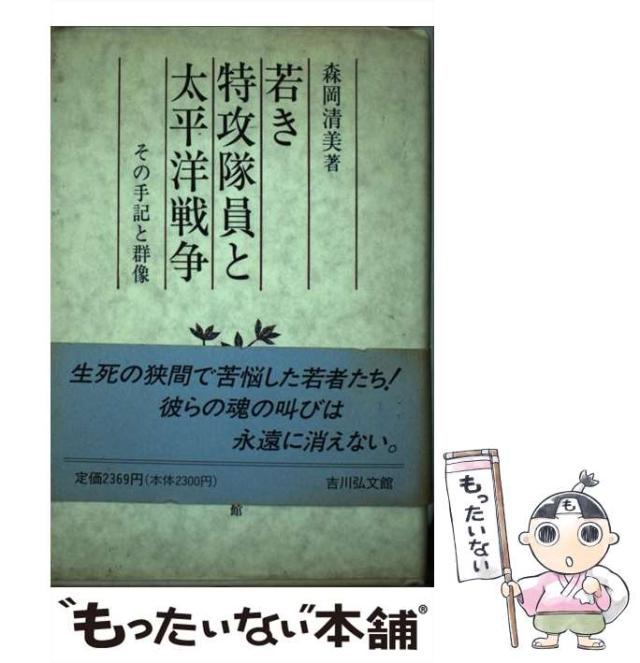 森岡清美著
若き
特攻隊員と
太平洋戦争
その手記と群像
生死の狭間で苦悩した若者たち!
彼らの魂の叫びは
永遠に消えない。
定価2369円(本体2300円)
吉川弘文館
館
"もったいない"本舗®
もったいない
も